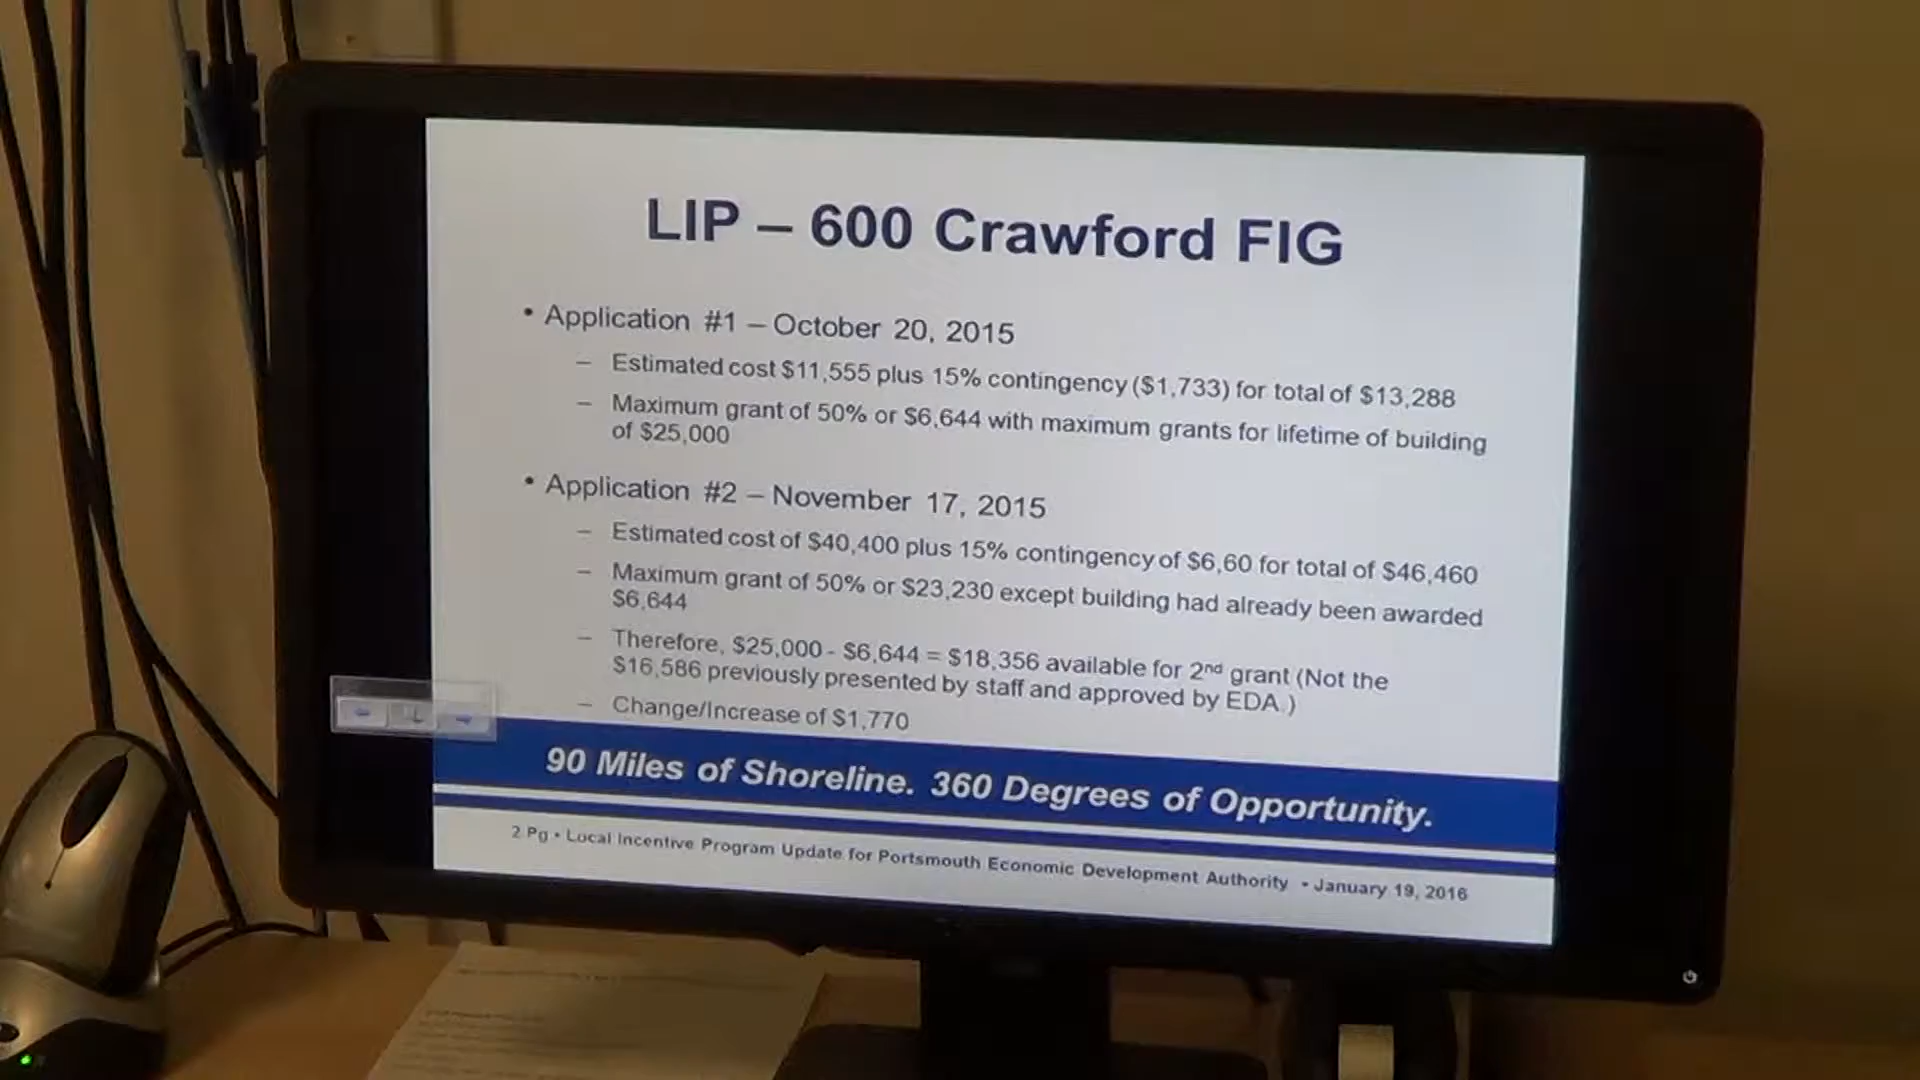 LIP – 600 Crawford FIG
• Application #1 – October 20, 2015
– Estimated cost $11,555 plus 15% contingency ($1,733) for total of $13,288
– Maximum grant of 50% or $6,644 with maximum grants for lifetime of building
of $25,000
• Application #2 – November 17, 2015
– Estimated cost of $40,400 plus 15% contingency of $6,60 for total of $46,460
– Maximum grant of 50% or $23,230 except building had already been awarded
$6,644
– Therefore, $25,000 - $6,644 = $18,356 available for 2nd grant (Not the
$16,586 previously presented by staff and approved by EDA.)
– Change/Increase of $1,770
90 Miles of Shoreline. 360 Degrees of Opportunity.
2 Pg • Local Incentive Program Update for Portsmouth Economic Development Authority • January 19, 2016